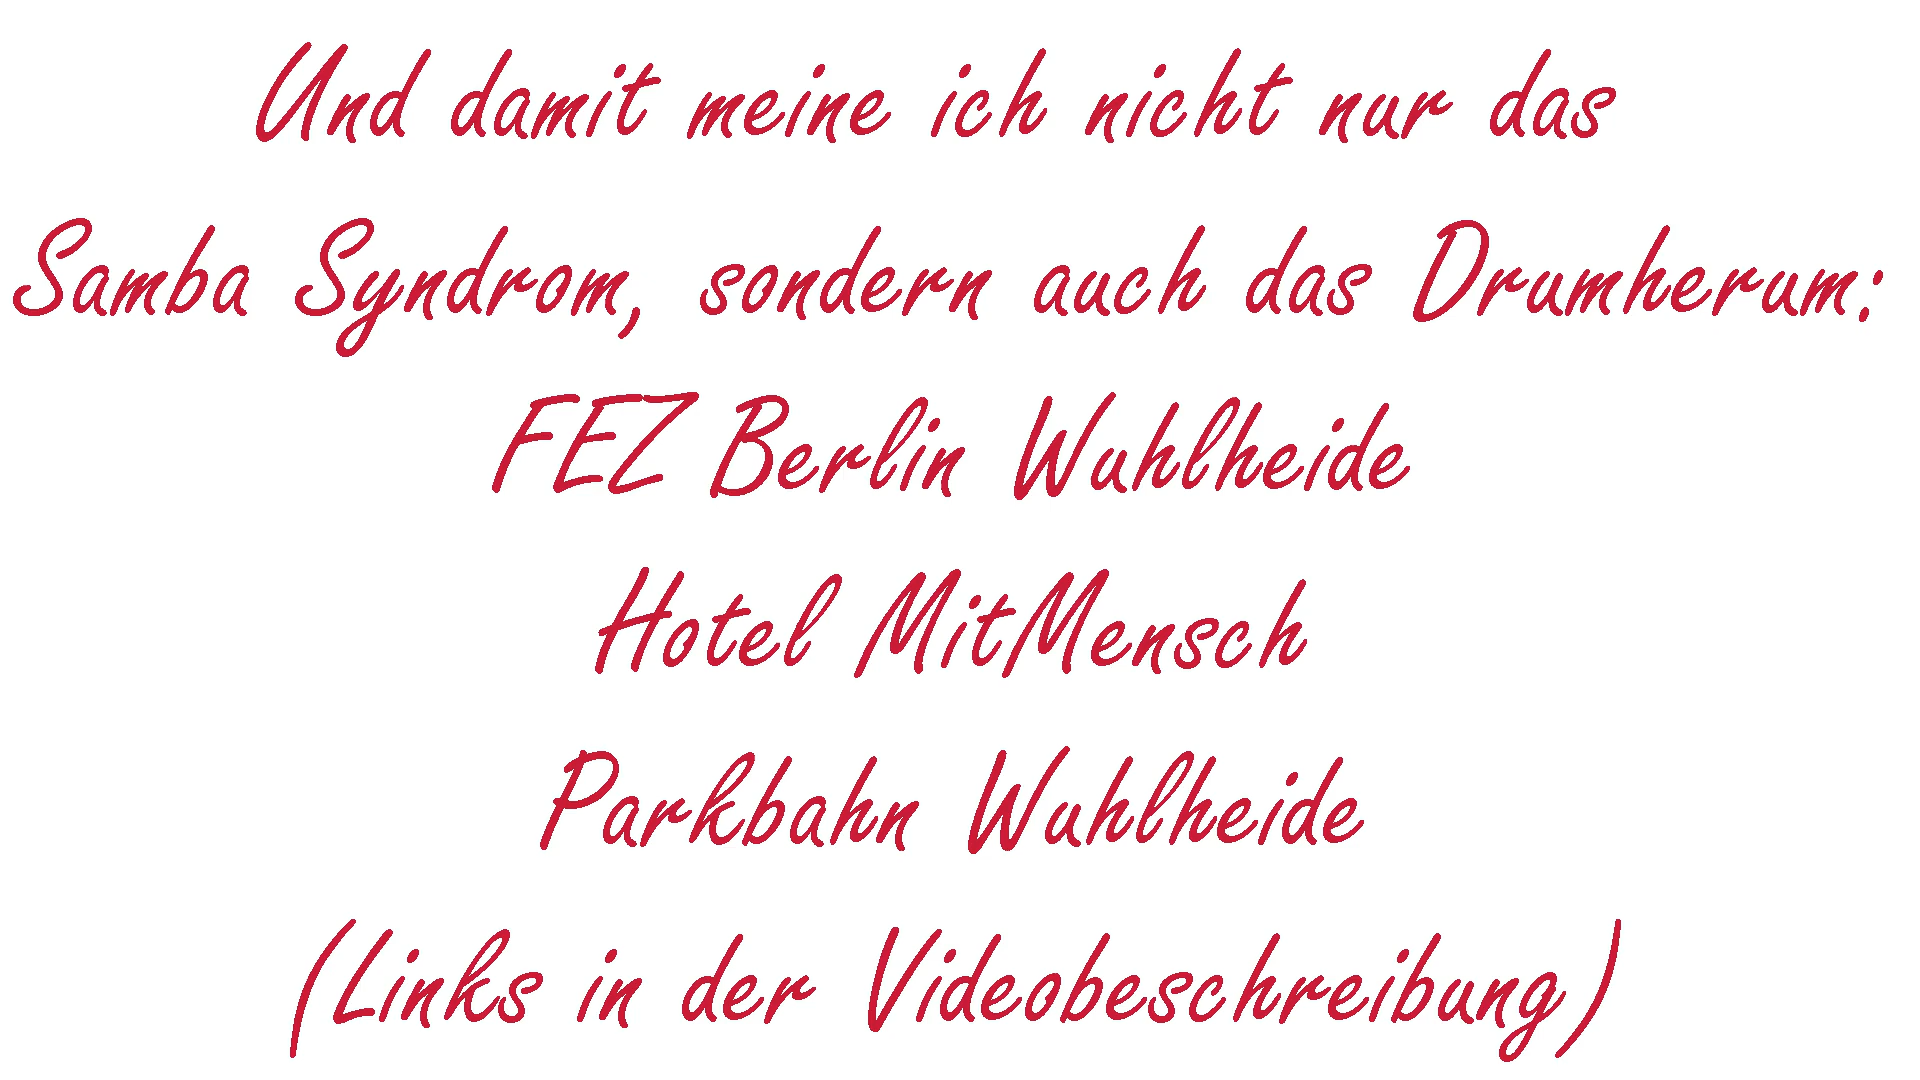 Und damit meine ich nicht nur das
Samba Syndrom, sondern auch das Drumherum:
FEZ Berlin Wuhlheide
Hotel MitMensch
Parkbahn Wuhlheide
(Links in der Videobeschreibung)